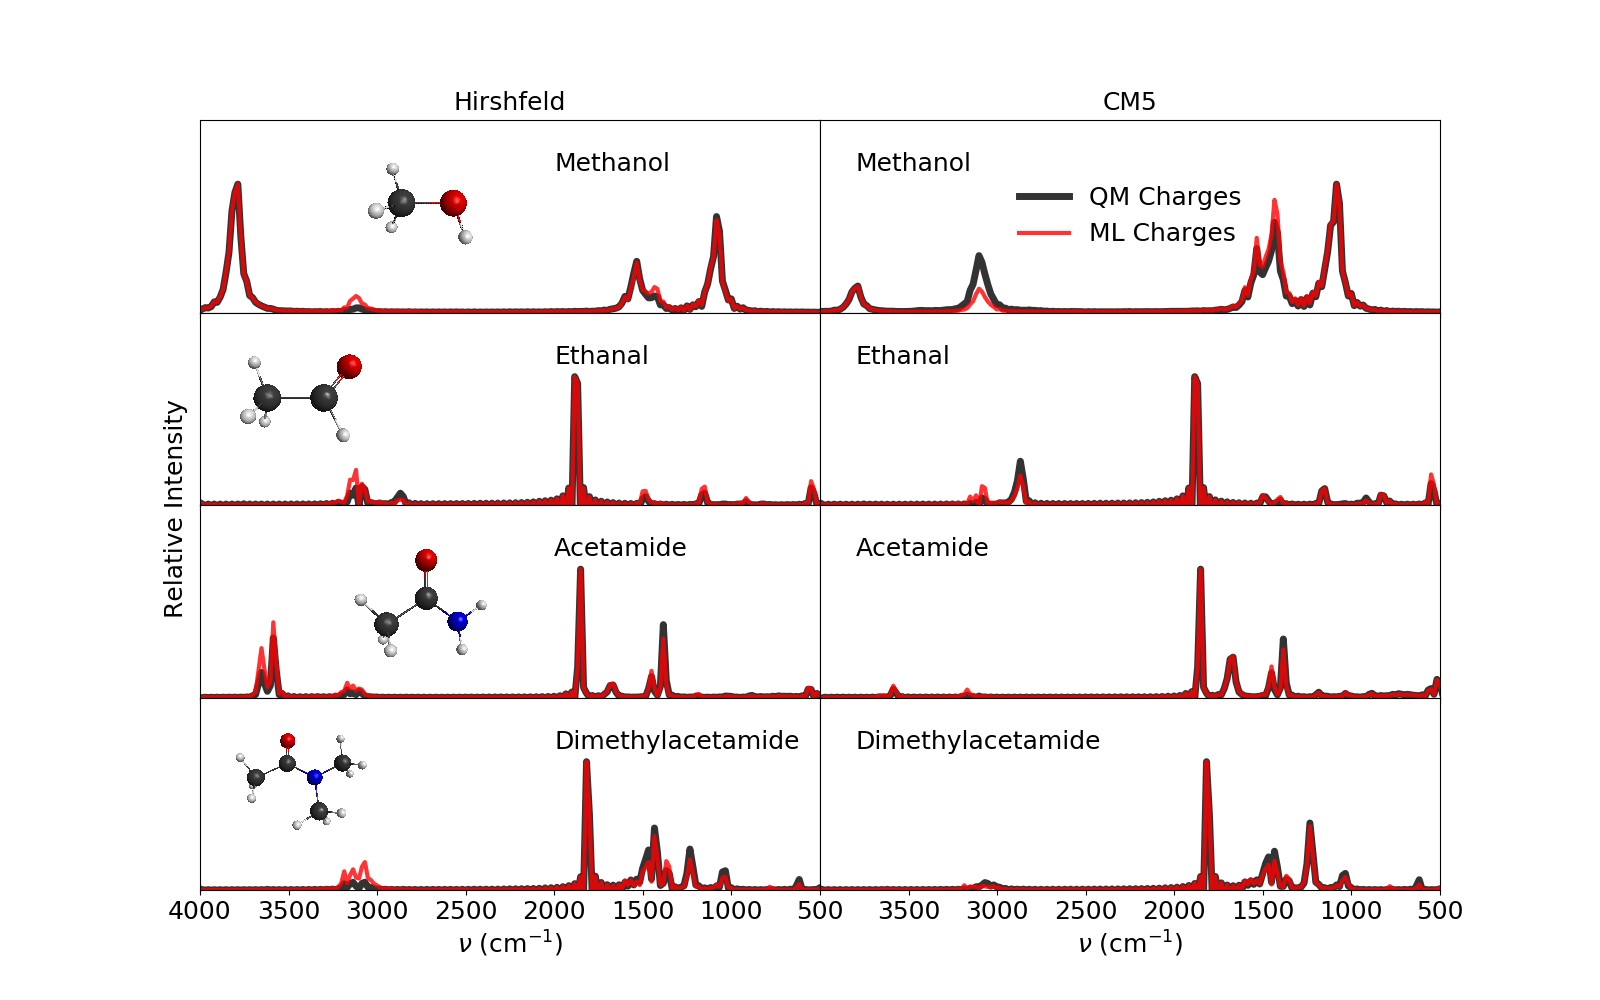 Hirshfeld
CM5
Methanol
Methanol
QM Charges
ML Charges
Ethanal
Ethanal
Relative Intensity
Acetamide
Acetamide
Dimethylacetamide
Dimethylacetamide
4000 3500 3000 2500 2000 1500 1000 500 3500 3000 2500 2000 1500 1000 500
ν (cm⁻¹)
ν (cm⁻¹)